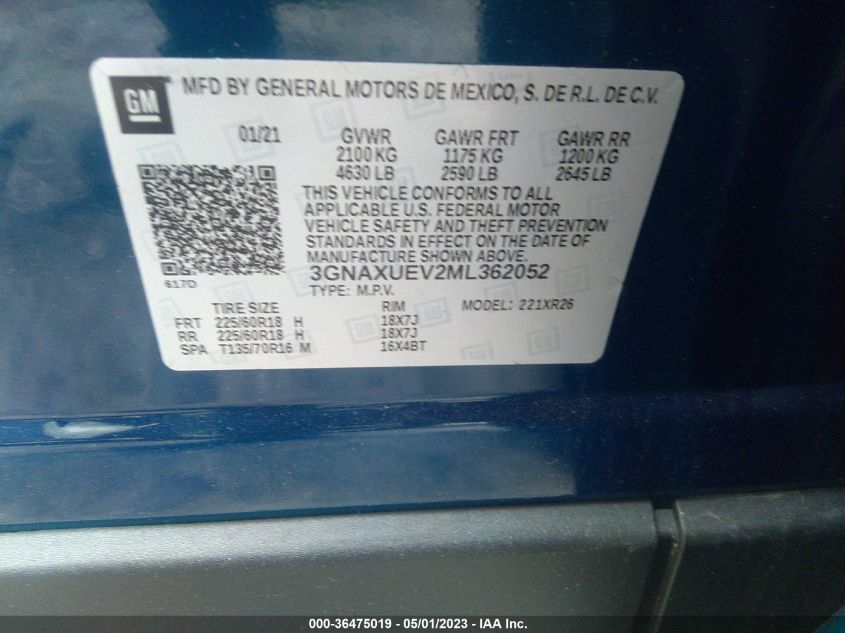 GM
MFD BY GENERAL MOTORS DE MEXICO, S. DE R.L. DE C.V.
01/21 GVWR GAWR FRT GAWR RR
2100 KG 1175 KG 1200 KG
4630 LB 2590 LB 2645 LB
THIS VEHICLE CONFORMS TO ALL
APPLICABLE U.S. FEDERAL MOTOR
VEHICLE SAFETY AND THEFT PREVENTION
STANDARDS IN EFFECT ON THE DATE OF
MANUFACTURE SHOWN ABOVE.
617D 3GNAXUEV2ML362052
TYPE: M.P.V.
TIRE SIZE RIM MODEL: 221XR26
FRT 225/60R18 H 18X7J
RR 225/60R18 H 18X7J
SPA T135/70R16 M 16X4BT
000-36475019 - 05/01/2023 - IAA Inc.